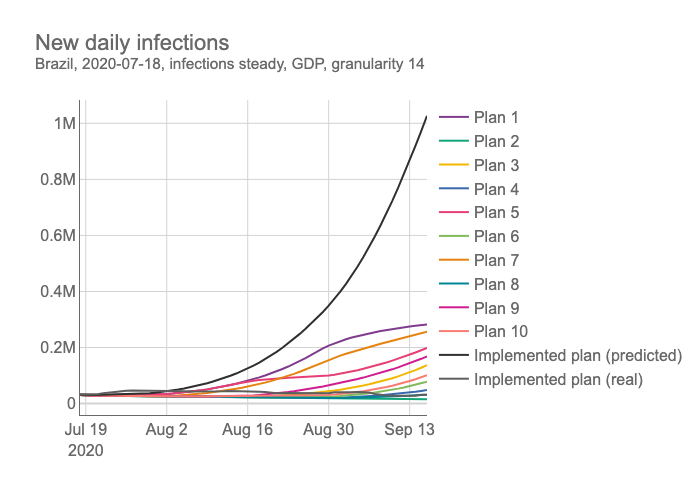 New daily infections
Brazil, 2020-07-18, infections steady, GDP, granularity 14
1M
0.8M
0.6M
0.4M
0.2M
0
Jul 19
2020
Aug 2
Aug 16
Aug 30
Sep 13
Plan 1
Plan 2
Plan 3
Plan 4
Plan 5
Plan 6
Plan 7
Plan 8
Plan 9
Plan 10
Implemented plan (predicted)
Implemented plan (real)